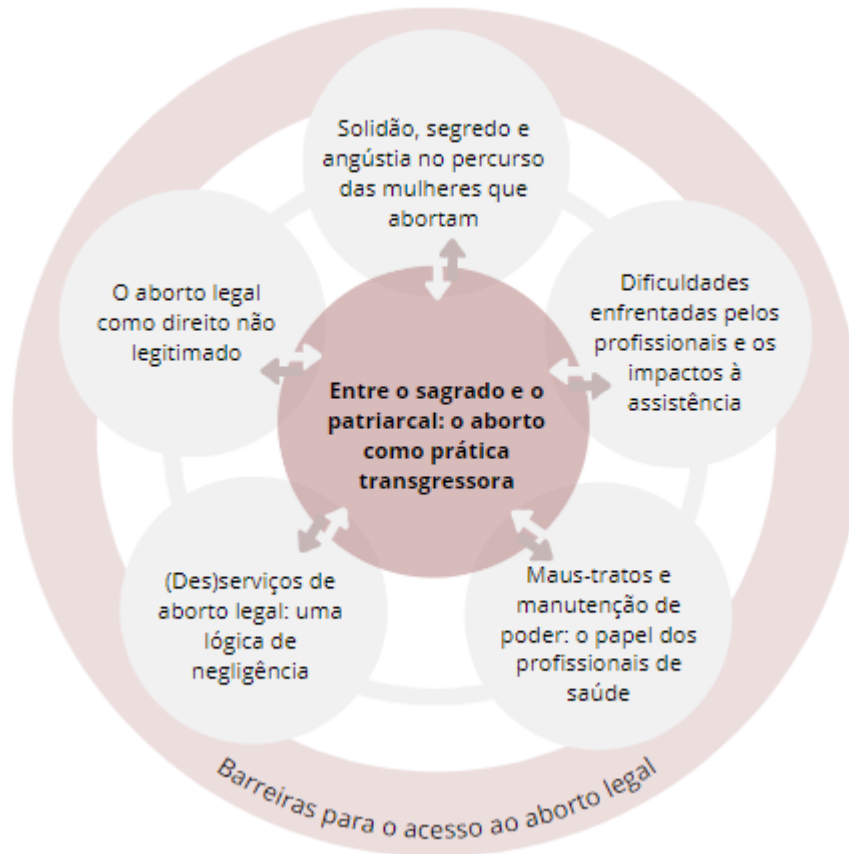 Solidão, segredo e
angústia no percurso
das mulheres que
abortam
O aborto legal
como direito não
legitimado
Dificuldades
enfrentadas pelos
profissionais e os
impactos à
assistência
Entre o sagrado e o
patriarcal: o aborto
como prática
transgressora
(Des)serviços de
aborto legal: uma
lógica de
negligência
Maus-tratos e
manutenção de
poder: o papel dos
profissionais de
saúde
Barreiras para o acesso ao aborto legal